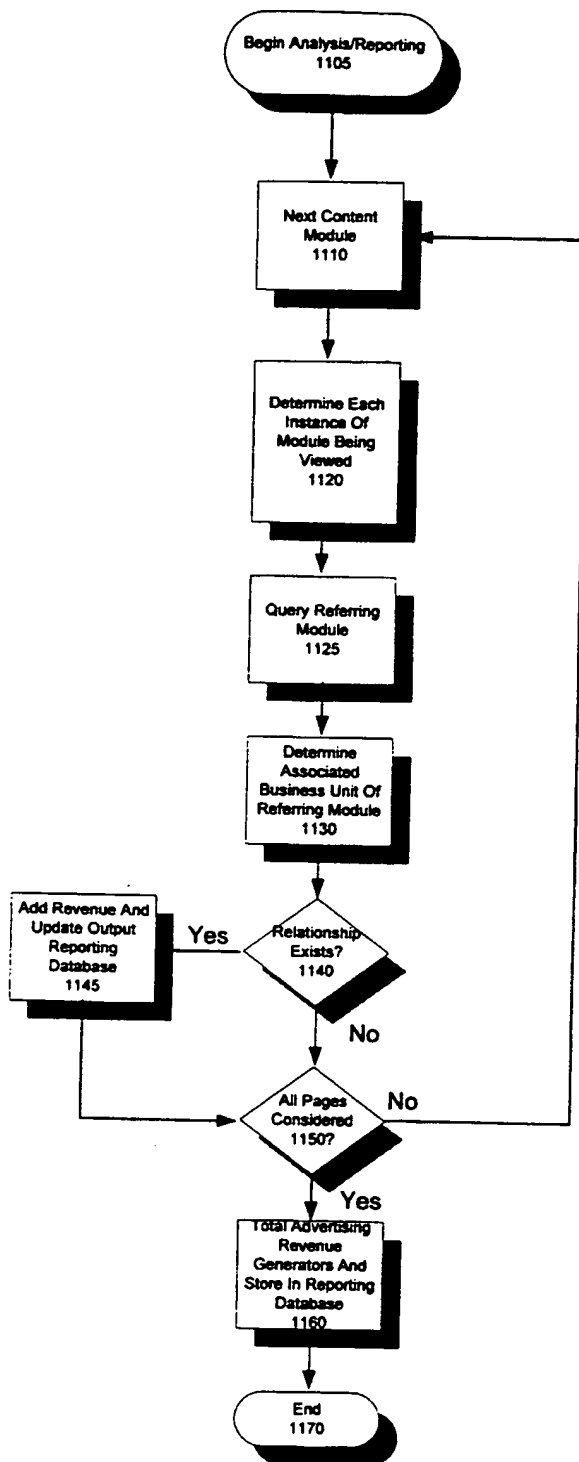 Begin Analysis/Reporting
1105
Next Content
Module
1110
Determine Each
Instance Of
Module Being
Viewed
1120
Query Referring
Module
1125
Determine
Associated
Business Unit Of
Referring Module
1130
Relationship
Exists?
1140
Yes
Add Revenue And
Update Output
Reporting
Database
1145
No
All Pages
Considered
1150?
No
Yes
Total Advertising
Revenue
Generators And
Store In Reporting
Database
1160
End
1170